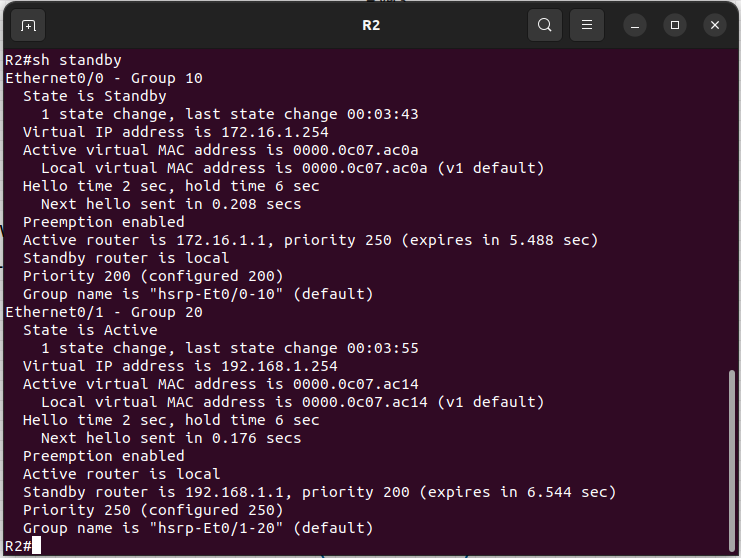 R2
R2#sh standby
Ethernet0/0 - Group 10
  State is Standby
    1 state change, last state change 00:03:43
  Virtual IP address is 172.16.1.254
  Active virtual MAC address is 0000.0c07.ac0a
    Local virtual MAC address is 0000.0c07.ac0a (v1 default)
  Hello time 2 sec, hold time 6 sec
    Next hello sent in 0.208 secs
  Preemption enabled
  Active router is 172.16.1.1, priority 250 (expires in 5.488 sec)
  Standby router is local
  Priority 200 (configured 200)
  Group name is "hsrp-Et0/0-10" (default)
Ethernet0/1 - Group 20
  State is Active
    1 state change, last state change 00:03:55
  Virtual IP address is 192.168.1.254
  Active virtual MAC address is 0000.0c07.ac14
    Local virtual MAC address is 0000.0c07.ac14 (v1 default)
  Hello time 2 sec, hold time 6 sec
    Next hello sent in 0.176 secs
  Preemption enabled
  Active router is local
  Standby router is 192.168.1.1, priority 200 (expires in 6.544 sec)
  Priority 250 (configured 250)
  Group name is "hsrp-Et0/1-20" (default)
R2#